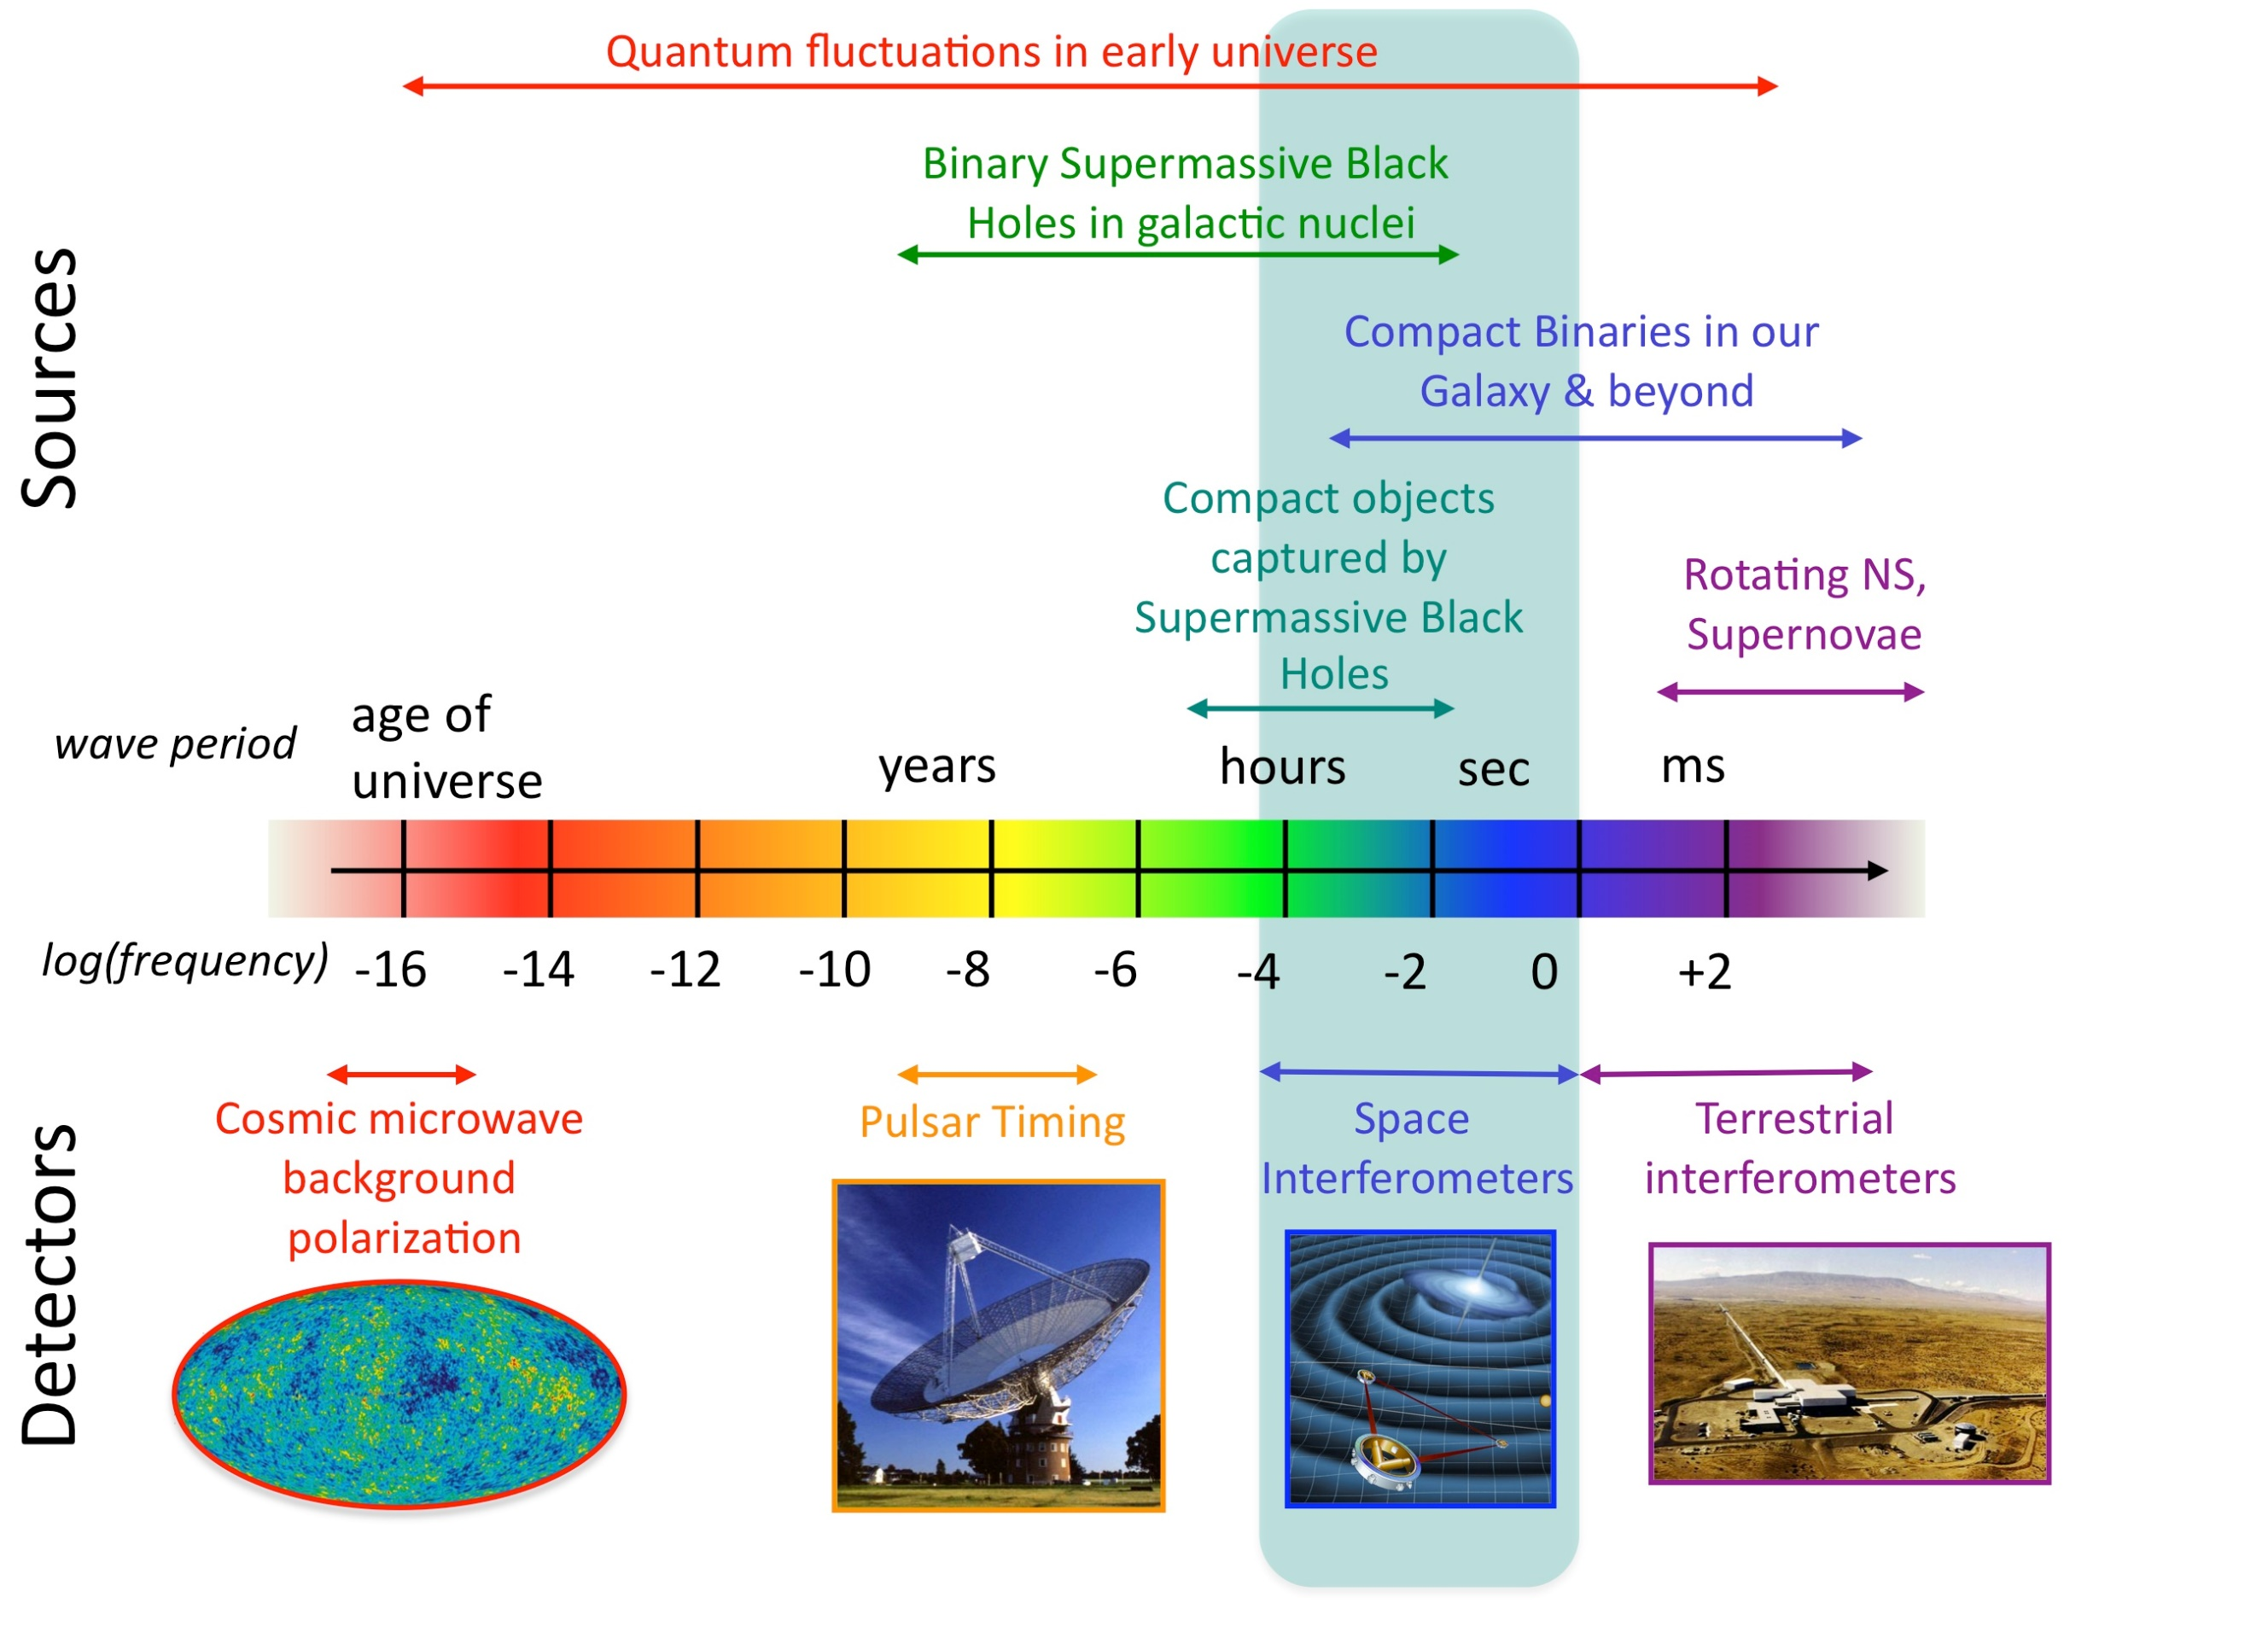 Quantum fluctuations in early universe
Binary Supermassive Black
Holes in galactic nuclei
Compact Binaries in our
Galaxy & beyond
Compact objects
captured by
Supermassive Black
Holes
Rotating NS,
Supernovae
Sources
wave period
age of
universe
years
hours
sec
ms
log(frequency)
-16 -14 -12 -10 -8 -6 -4 -2 0 +2
Detectors
Cosmic microwave
background
polarization
Pulsar Timing
Space
Interferometers
Terrestrial
interferometers